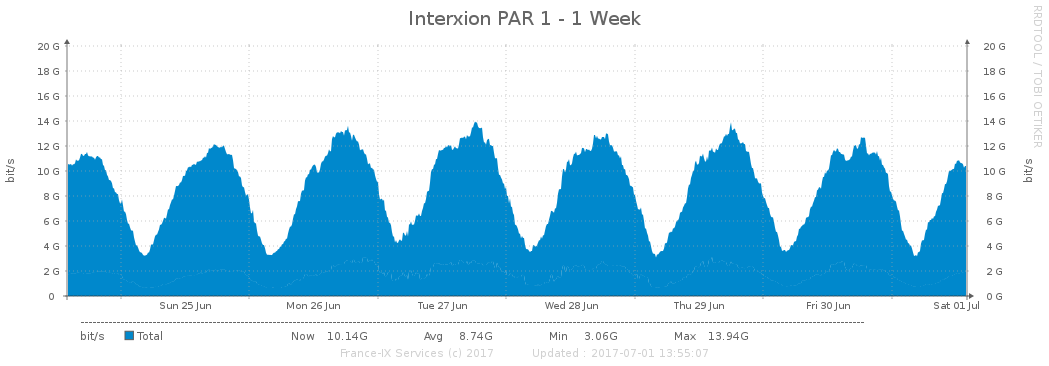 Interxion PAR 1 - 1 Week
RRDTOOL / TOBI OETIKER
20 G 20 G
18 G 18 G
16 G 16 G
14 G 14 G
12 G 12 G
10 G 10 G
8 G 8 G
6 G 6 G
4 G 4 G
2 G 2 G
0 0 G
bit/s
bit/s
Sun 25 Jun Mon 26 Jun Tue 27 Jun Wed 28 Jun Thu 29 Jun Fri 30 Jun Sat 01 Jul
bit/s Total Now 10.14G Avg 8.74G Min 3.06G Max 13.94G
France-IX Services (c) 2017 Updated : 2017-07-01 13:55:07